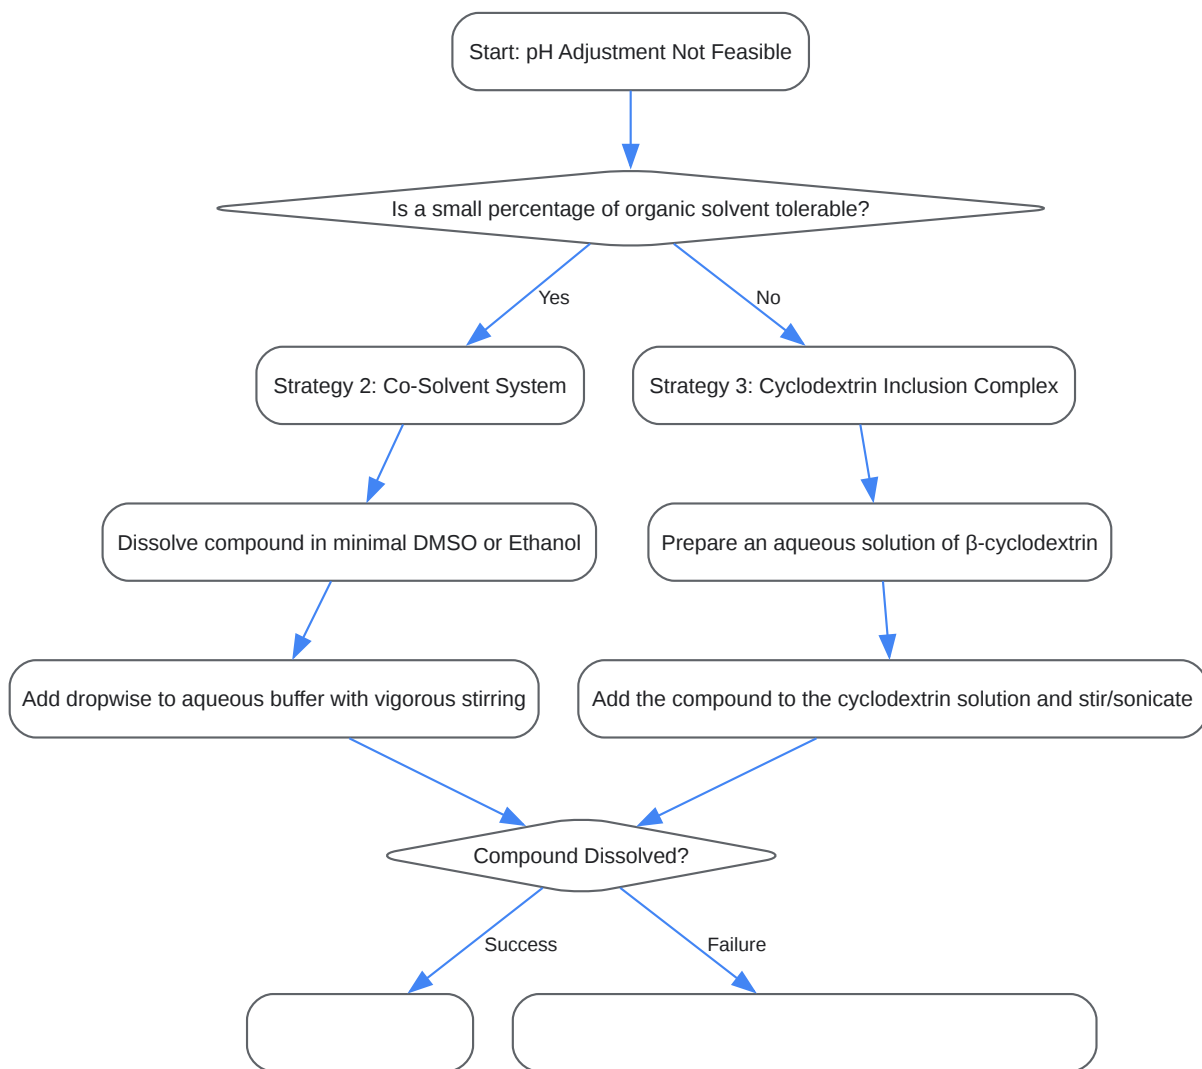 Start: pH Adjustment Not Feasible
Is a small percentage of organic solvent tolerable?
Yes
No
Strategy 2: Co-Solvent System
Strategy 3: Cyclodextrin Inclusion Complex
Dissolve compound in minimal DMSO or Ethanol
Prepare an aqueous solution of β-cyclodextrin
Add dropwise to aqueous buffer with vigorous stirring
Add the compound to the cyclodextrin solution and stir/sonicate
Compound Dissolved?
Success
Failure